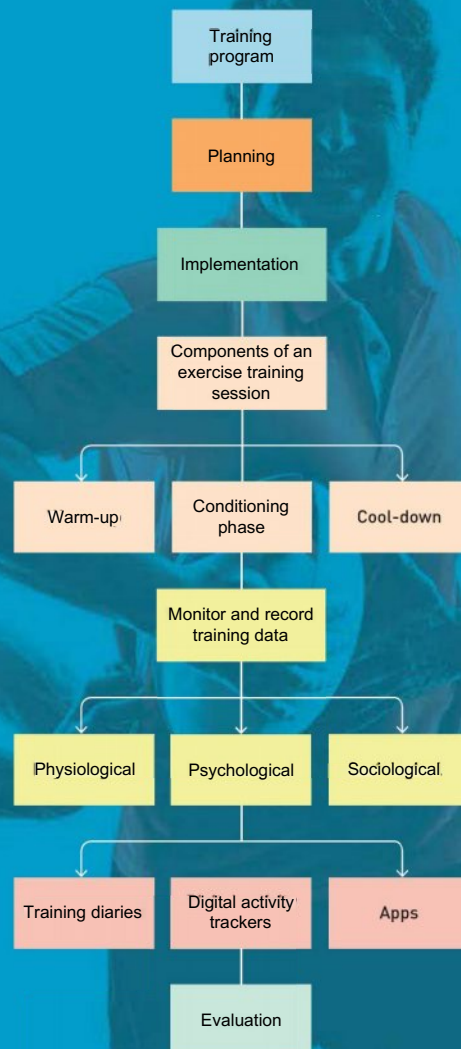 Training
program
Planning
Implementation
Components of an
exercise training
session
Warm-up
Conditioning
phase
Cool-down
Monitor and record
training data
Physiological
Psychological
Sociological
Training diaries
Digital activity
trackers
Apps
Evaluation